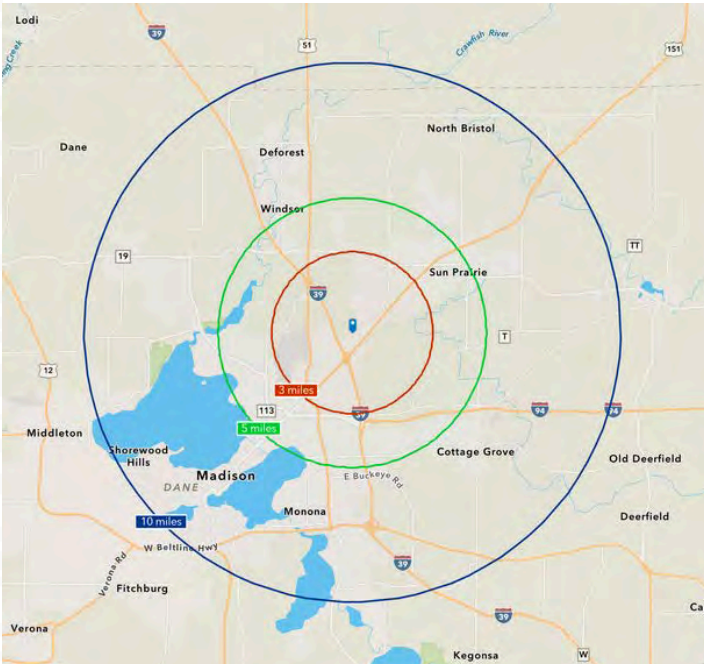 Lodi
39
51
Crawfish River
151
Dane
Deforest
North Bristol
Windsor
19
TT
Sun Prairie
39
T
12
3 miles
113
39
94
94
5 miles
Middleton
Shorewood
Hills
Madison
DANE
Cottage Grove
Old Deerfield
E Buckeye Rd
Monona
10 miles
Deerfield
W Beltline Hwy
Verona Rd
Fitchburg
39
39
Verona
Kegonsa
W